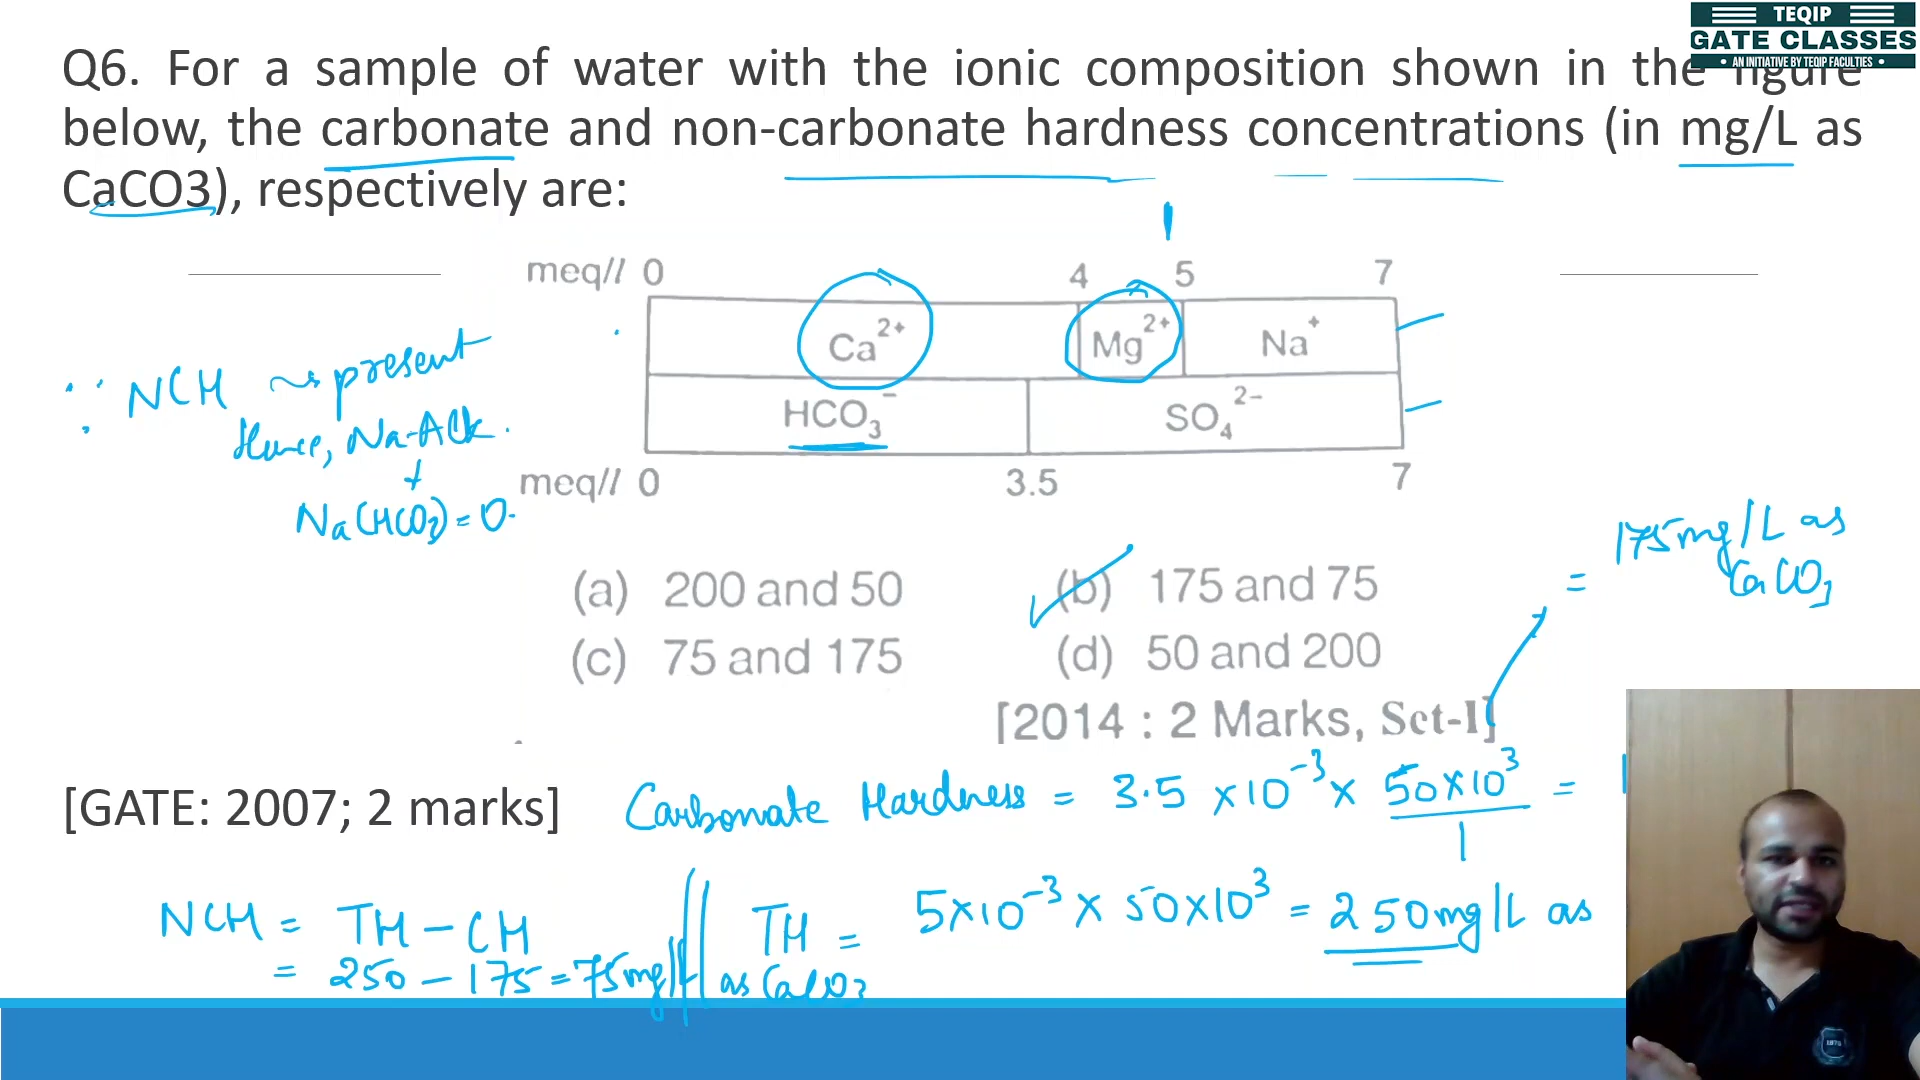 TEQIP
GATE CLASSES
• AN INITIATIVE BY TEQIP FACULTIES •
Q6. For a sample of water with the ionic composition shown in the figure
below, the carbonate and non-carbonate hardness concentrations (in mg/L as
CaCO3), respectively are:
meq/l 0 4 5 7
Ca2+ Mg2+ Na+
HCO3- SO42-
meq/l 0 3.5 7
∵ NCH ⇝ present
Hence, Na-Alk.
+
Na(HCO3) = 0.
(a) 200 and 50 (b) 175 and 75
(c) 75 and 175 (d) 50 and 200
[2014 : 2 Marks, Set-I]
= 175 mg/L as
CaCO3
[GATE: 2007; 2 marks]
Carbonate Hardness = 3.5 × 10-3 × 50×103 / 1 =
NCH = TH - CH
= 250 - 175 = 75 mg/L
as CaCO3
TH = 5×10-3 × 50×103 = 250 mg/L as